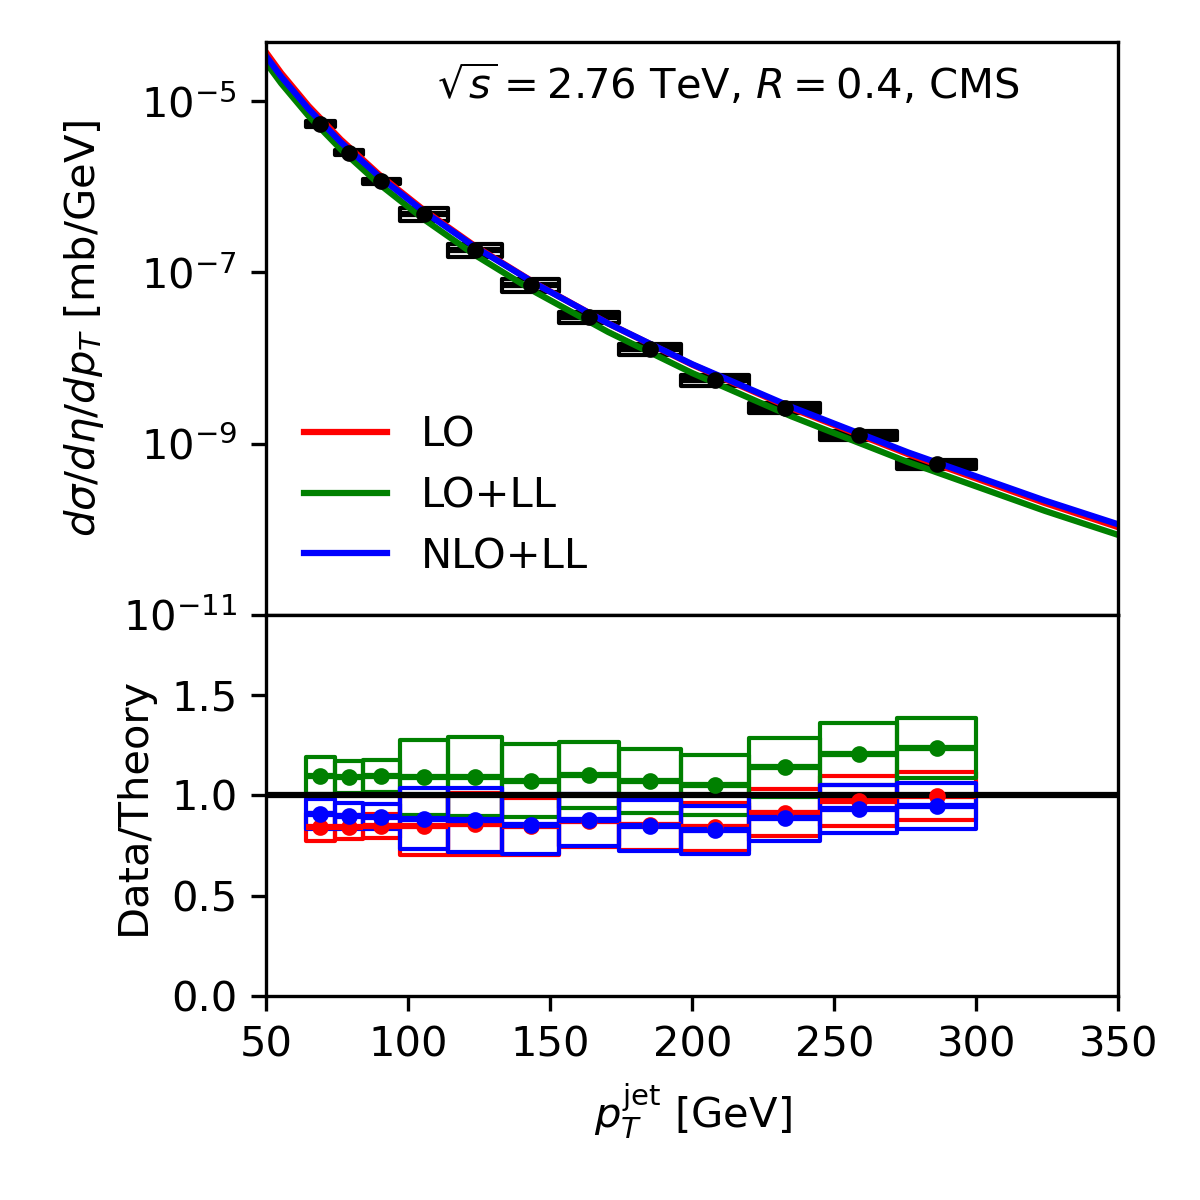 √s = 2.76 TeV, R = 0.4, CMS
dσ/dη/dp_T [mb/GeV]
10⁻⁵
10⁻⁷
10⁻⁹
10⁻¹¹
LO
LO+LL
NLO+LL
Data/Theory
1.5
1.0
0.5
0.0
50 100 150 200 250 300 350
p_T^jet [GeV]